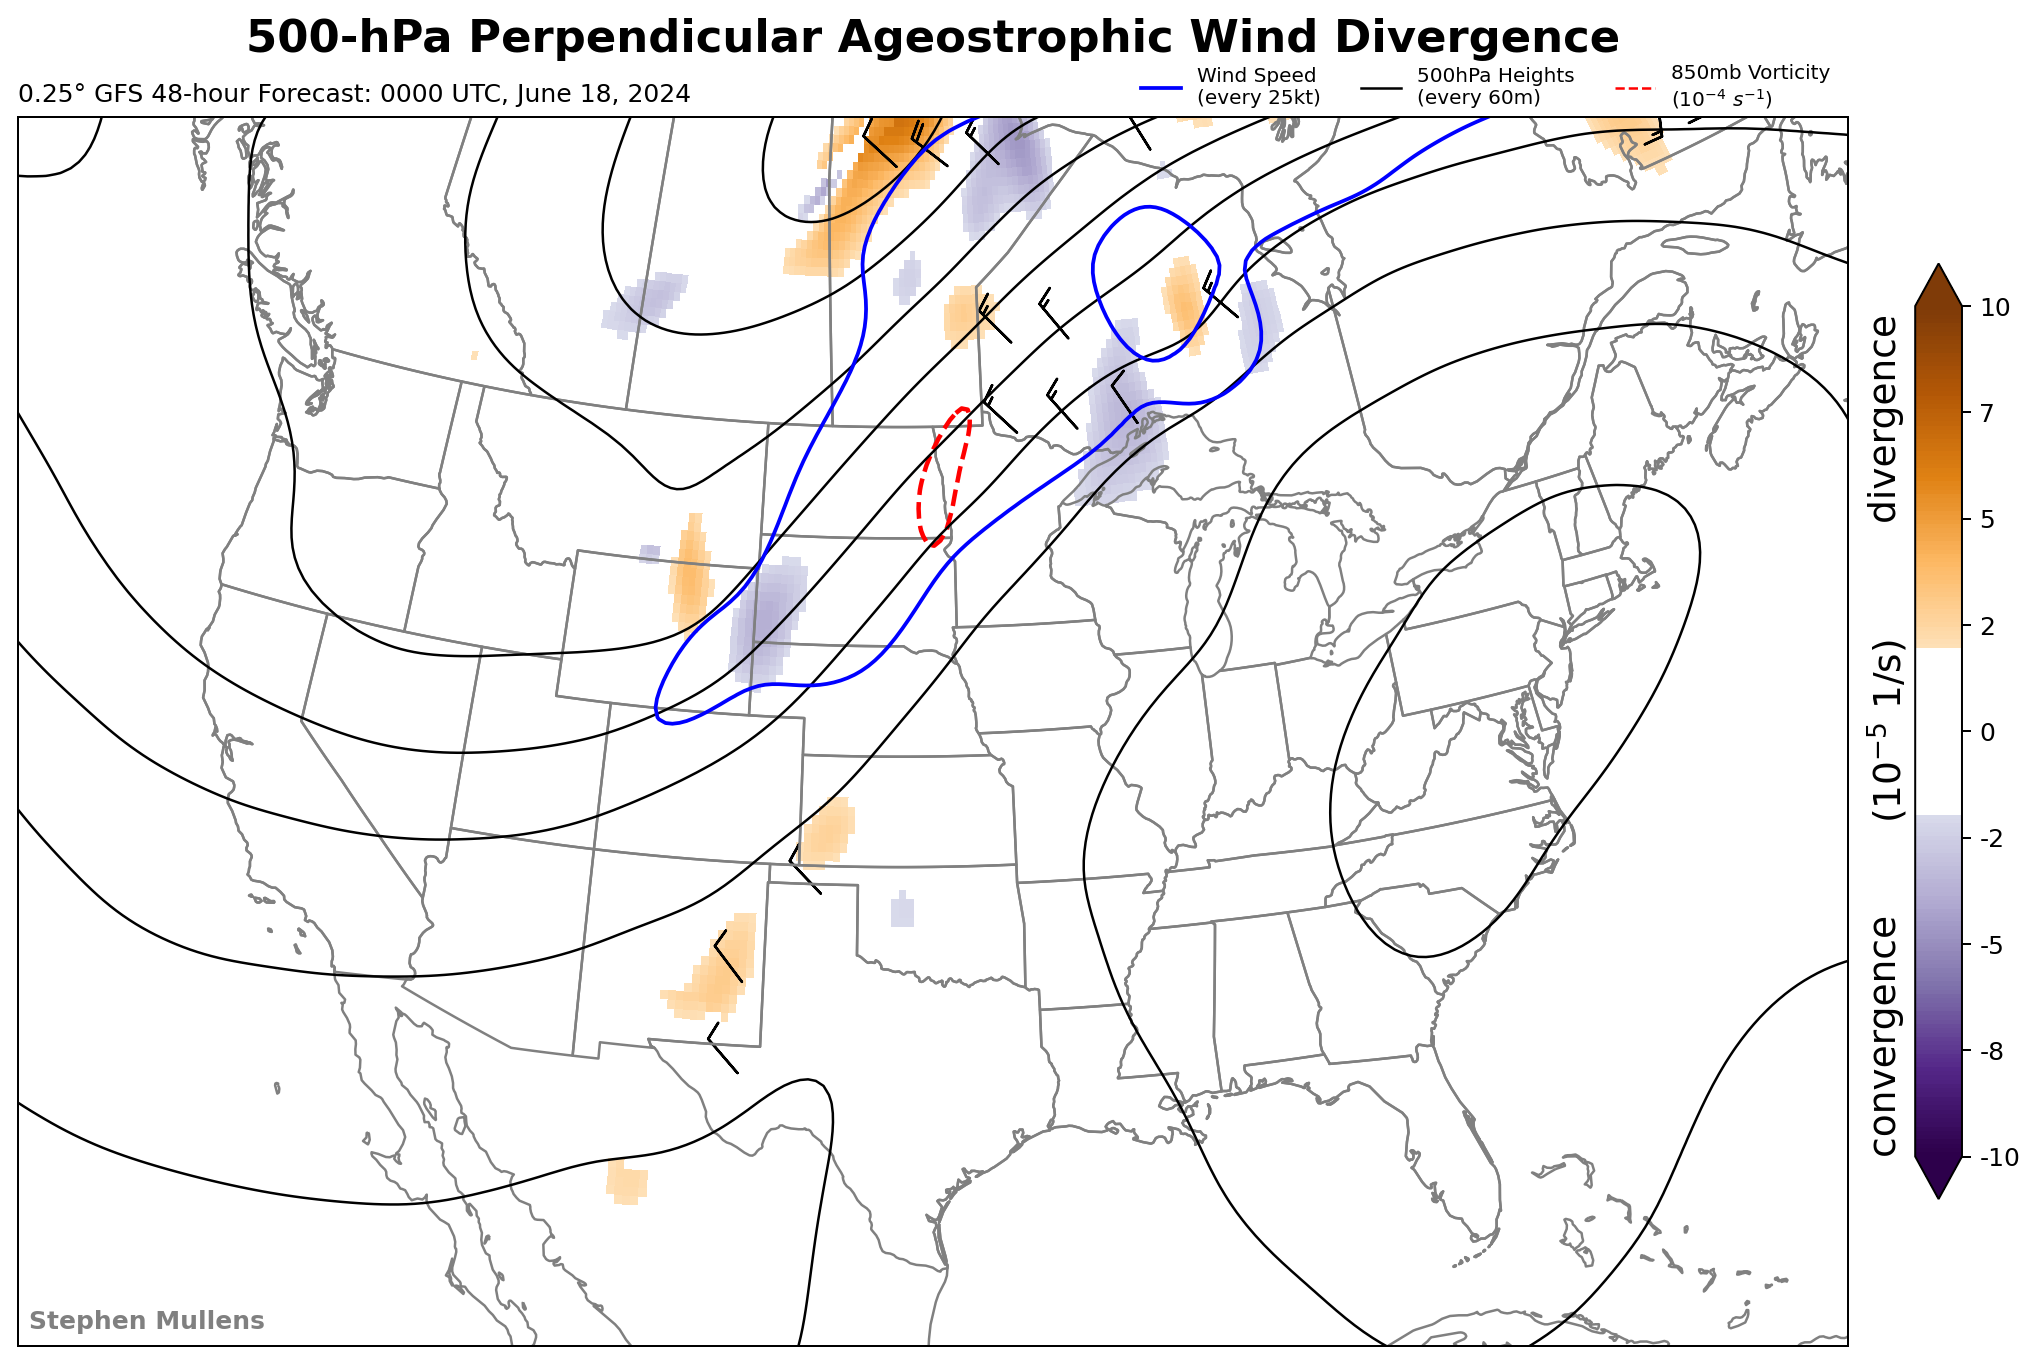 500-hPa Perpendicular Ageostrophic Wind Divergence
0.25° GFS 48-hour Forecast: 0000 UTC, June 18, 2024
Wind Speed
(every 25kt)
500hPa Heights
(every 60m)
850mb Vorticity
(10⁻⁴ s⁻¹)
10
7
5
2
0
-2
-5
-8
-10
convergence (10⁻⁵ 1/s) divergence
Stephen Mullens